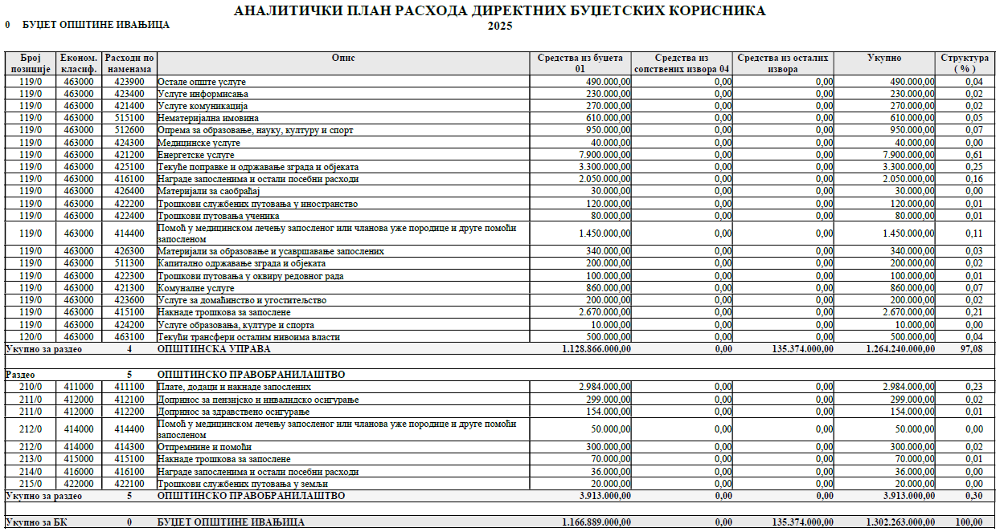 АНАЛИТИЧКИ ПЛАН РАСХОДА ДИРЕКТНИХ БУЏЕТСКИХ КОРИСНИКА
0 БУЏЕТ ОПШТИНЕ ИВАЊИЦА
2025
Број позиције Економ. класиф. Расходи по наменама Опис Средства из буџета 01 Средства из сопствених извора 04 Средства из осталих извора Укупно Структура ( % )
119/0 463000 423900 Остале опште услуге 490.000,00 0,00 0,00 490.000,00 0,04
119/0 463000 423400 Услуге информисања 230.000,00 0,00 0,00 230.000,00 0,02
119/0 463000 421400 Услуге комуникација 270.000,00 0,00 0,00 270.000,00 0,02
119/0 463000 515100 Нематеријална имовина 610.000,00 0,00 0,00 610.000,00 0,05
119/0 463000 512600 Опрема за образовање, науку, културу и спорт 950.000,00 0,00 0,00 950.000,00 0,07
119/0 463000 424300 Медицинске услуге 40.000,00 0,00 0,00 40.000,00 0,00
119/0 463000 421200 Енергетске услуге 7.900.000,00 0,00 0,00 7.900.000,00 0,61
119/0 463000 425100 Текуће поправке и одржавање зграда и објеката 3.300.000,00 0,00 0,00 3.300.000,00 0,25
119/0 463000 416100 Награде запосленима и остали посебни расходи 2.050.000,00 0,00 0,00 2.050.000,00 0,16
119/0 463000 426400 Материјали за саобраћај 30.000,00 0,00 0,00 30.000,00 0,00
119/0 463000 422200 Трошкови службених путовања у иностранство 120.000,00 0,00 0,00 120.000,00 0,01
119/0 463000 422400 Трошкови путовања ученика 80.000,00 0,00 0,00 80.000,00 0,01
119/0 463000 414400 Помоћ у медицинском лечењу запосленог или чланова уже породице и друге помоћи запосленом 1.450.000,00 0,00 0,00 1.450.000,00 0,11
119/0 463000 426300 Материјали за образовање и усавршавање запослених 340.000,00 0,00 0,00 340.000,00 0,03
119/0 463000 511300 Капитално одржавање зграда и објеката 200.000,00 0,00 0,00 200.000,00 0,02
119/0 463000 422300 Трошкови путовања у оквиру редовног рада 100.000,00 0,00 0,00 100.000,00 0,01
119/0 463000 421300 Комуналне услуге 860.000,00 0,00 0,00 860.000,00 0,07
119/0 463000 423600 Услуге за домаћинство и угоститељство 200.000,00 0,00 0,00 200.000,00 0,02
119/0 463000 415100 Накнаде трошкова за запослене 2.670.000,00 0,00 0,00 2.670.000,00 0,21
119/0 463000 424200 Услуге образовања, културе и спорта 10.000,00 0,00 0,00 10.000,00 0,00
120/0 463000 463100 Текући трансфери осталим нивоима власти 500.000,00 0,00 0,00 500.000,00 0,04
Укупно за раздео 4 ОПШТИНСКА УПРАВА 1.128.866.000,00 0,00 135.374.000,00 1.264.240.000,00 97,08
Раздео 5 ОПШТИНСКО ПРАВОБРАНИЛАШТВО
210/0 411000 411100 Плате, додаци и накнаде запослених 2.984.000,00 0,00 0,00 2.984.000,00 0,23
211/0 412000 412100 Допринос за пензијско и инвалидско осигурање 299.000,00 0,00 0,00 299.000,00 0,02
211/0 412000 412200 Допринос за здравствено осигурање 154.000,00 0,00 0,00 154.000,00 0,01
212/0 414000 414400 Помоћ у медицинском лечењу запосленог или чланова уже породице и друге помоћи запосленом 50.000,00 0,00 0,00 50.000,00 0,00
212/0 414000 414300 Отпремнине и помоћи 300.000,00 0,00 0,00 300.000,00 0,02
213/0 415000 415100 Накнаде трошкова за запослене 70.000,00 0,00 0,00 70.000,00 0,01
214/0 416000 416100 Награде запосленима и остали посебни расходи 36.000,00 0,00 0,00 36.000,00 0,00
215/0 422000 422100 Трошкови службених путовања у земљи 20.000,00 0,00 0,00 20.000,00 0,00
Укупно за раздео 5 ОПШТИНСКО ПРАВОБРАНИЛАШТВО 3.913.000,00 0,00 0,00 3.913.000,00 0,30
Укупно за БК 0 БУЏЕТ ОПШТИНЕ ИВАЊИЦА 1.166.889.000,00 0,00 135.374.000,00 1.302.263.000,00 100,00